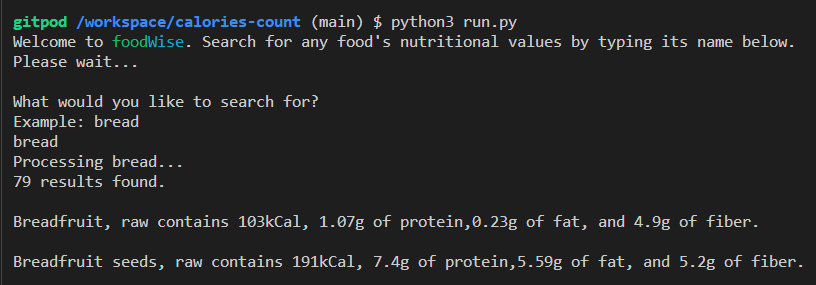 gitpod /workspace/calories-count (main) $ python3 run.py
Welcome to foodWise. Search for any food's nutritional values by typing its name below.
Please wait...
What would you like to search for?
Example: bread
bread
Processing bread...
79 results found.
Breadfruit, raw contains 103kCal, 1.07g of protein,0.23g of fat, and 4.9g of fiber.
Breadfruit seeds, raw contains 191kCal, 7.4g of protein,5.59g of fat, and 5.2g of fiber.